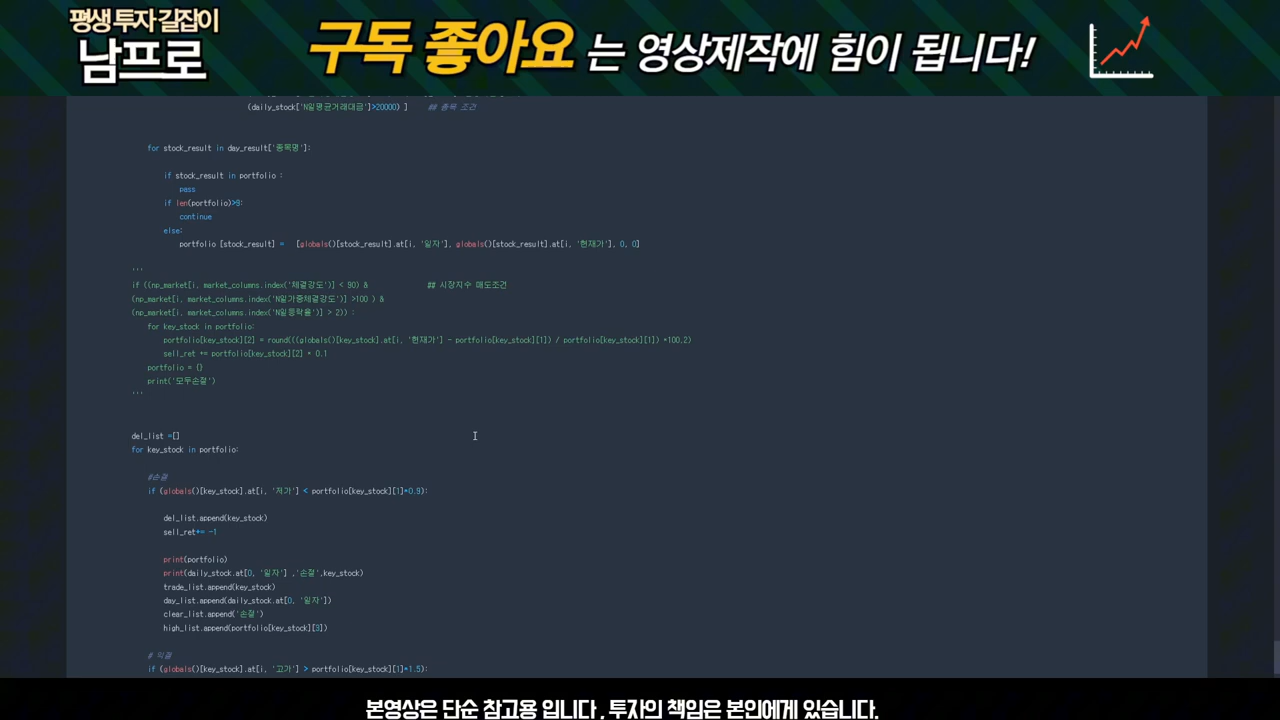 평생 투자 길잡이
남프로
구독 좋아요 는 영상제작에 힘이 됩니다!
(daily_stock['N일평균거래대금']>20000) ]    ## 종목 조건
for stock_result in day_result['종목명']:
if stock_result in portfolio :
pass
if len(portfolio)>9:
continue
else:
portfolio [stock_result] =   [globals()[stock_result].at[i, '일자'], globals()[stock_result].at[i, '현재가'], 0, 0]
'''
if ((np_market[i, market_columns.index('체결강도')] < 90) &    ## 시장지수 매도조건
(np_market[i, market_columns.index('N일가중체결강도')] >100 ) &
(np_market[i, market_columns.index('N일등락율')] > 2)) :
for key_stock in portfolio:
portfolio[key_stock][2] = round(((globals()[key_stock].at[i, '현재가'] - portfolio[key_stock][1]) / portfolio[key_stock][1]) *100,2)
sell_ret += portfolio[key_stock][2] * 0.1
portfolio = {}
print('모두손절')
'''
del_list =[]
for key_stock in portfolio:
#손절
if (globals()[key_stock].at[i, '저가'] < portfolio[key_stock][1]*0.9):
del_list.append(key_stock)
sell_ret+= -1
print(portfolio)
print(daily_stock.at[0, '일자'] ,'손절',key_stock)
trade_list.append(key_stock)
day_list.append(daily_stock.at[0, '일자'])
clear_list.append('손절')
high_list.append(portfolio[key_stock][3])
# 익절
if (globals()[key_stock].at[i, '고가'] > portfolio[key_stock][1]*1.5):
본영상은 단순 참고용 입니다 , 투자의 책임은 본인에게 있습니다.